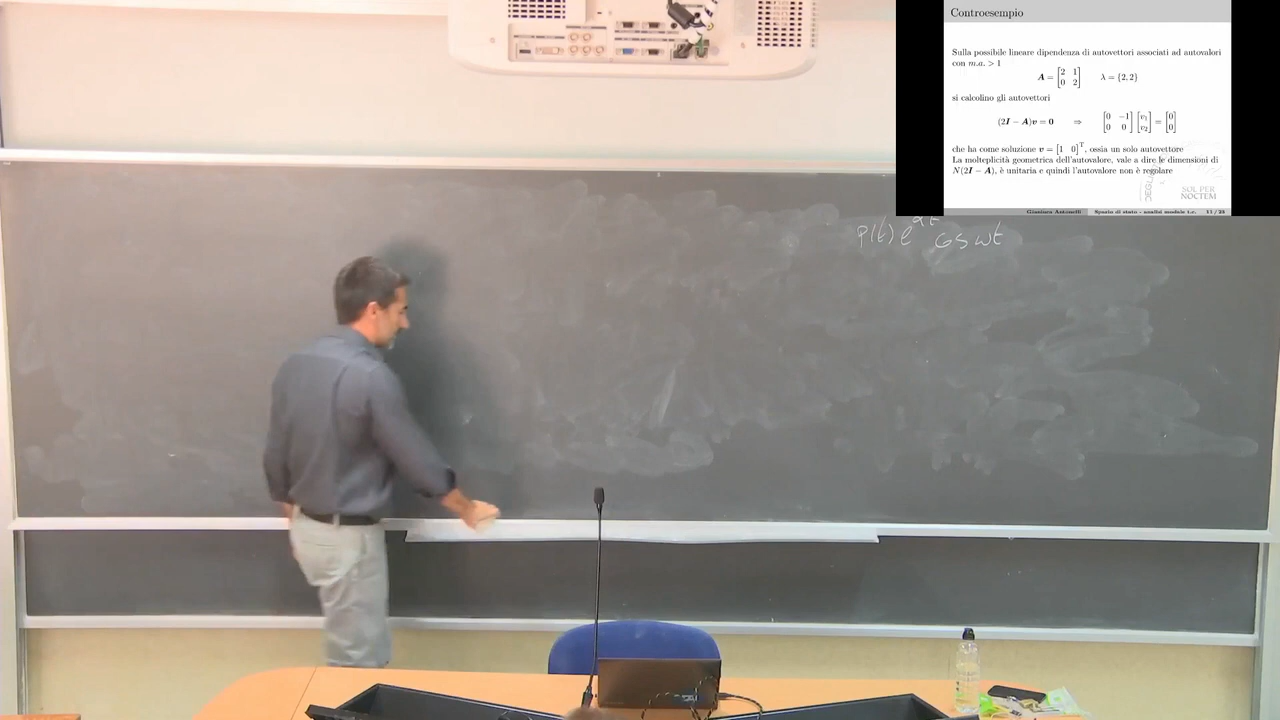 Controesempio
Sulla possibile lineare dipendenza di autovettori associati ad autovalori
con m.a. > 1
A = [2 1; 0 2] λ = {2, 2}
si calcolino gli autovettori
(2I − A)v = 0 ⇒ [0 −1; 0 0] [v₁; v₂] = [0; 0]
che ha come soluzione v = [1 0]ᵀ, ossia un solo autovettore
La molteplicità geometrica dell'autovalore, vale a dire le dimensioni di
N(2I − A), è unitaria e quindi l'autovalore non è regolare
SOL PER
NOCTEM
Gianluca Antonelli Spazio di stato - analisi modale t.c. 11 / 24
P(t) e cos ωt